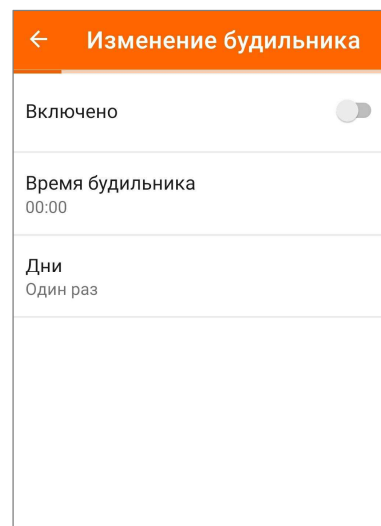 Изменение будильника
Включено
Время будильника
00:00
Дни
Один раз